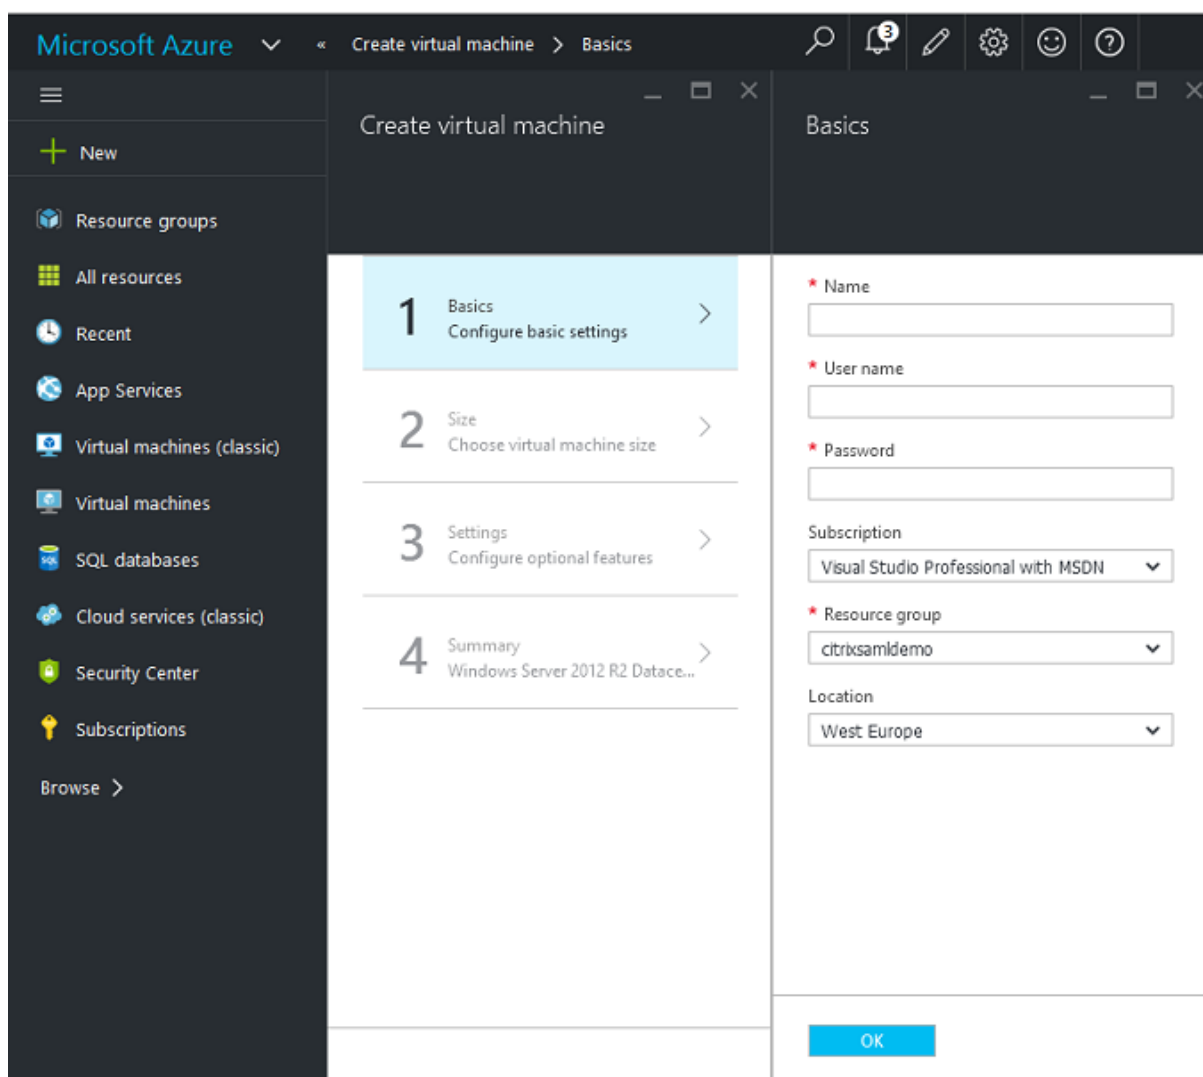 Microsoft Azure
« Create virtual machine > Basics
3
New
Resource groups
All resources
Recent
App Services
Virtual machines (classic)
Virtual machines
SQL databases
Cloud services (classic)
Security Center
Subscriptions
Browse >
Create virtual machine
1
Basics
Configure basic settings
2
Size
Choose virtual machine size
3
Settings
Configure optional features
4
Summary
Windows Server 2012 R2 Datace...
Basics
* Name
* User name
* Password
Subscription
Visual Studio Professional with MSDN
* Resource group
citrixsamldemo
Location
West Europe
OK